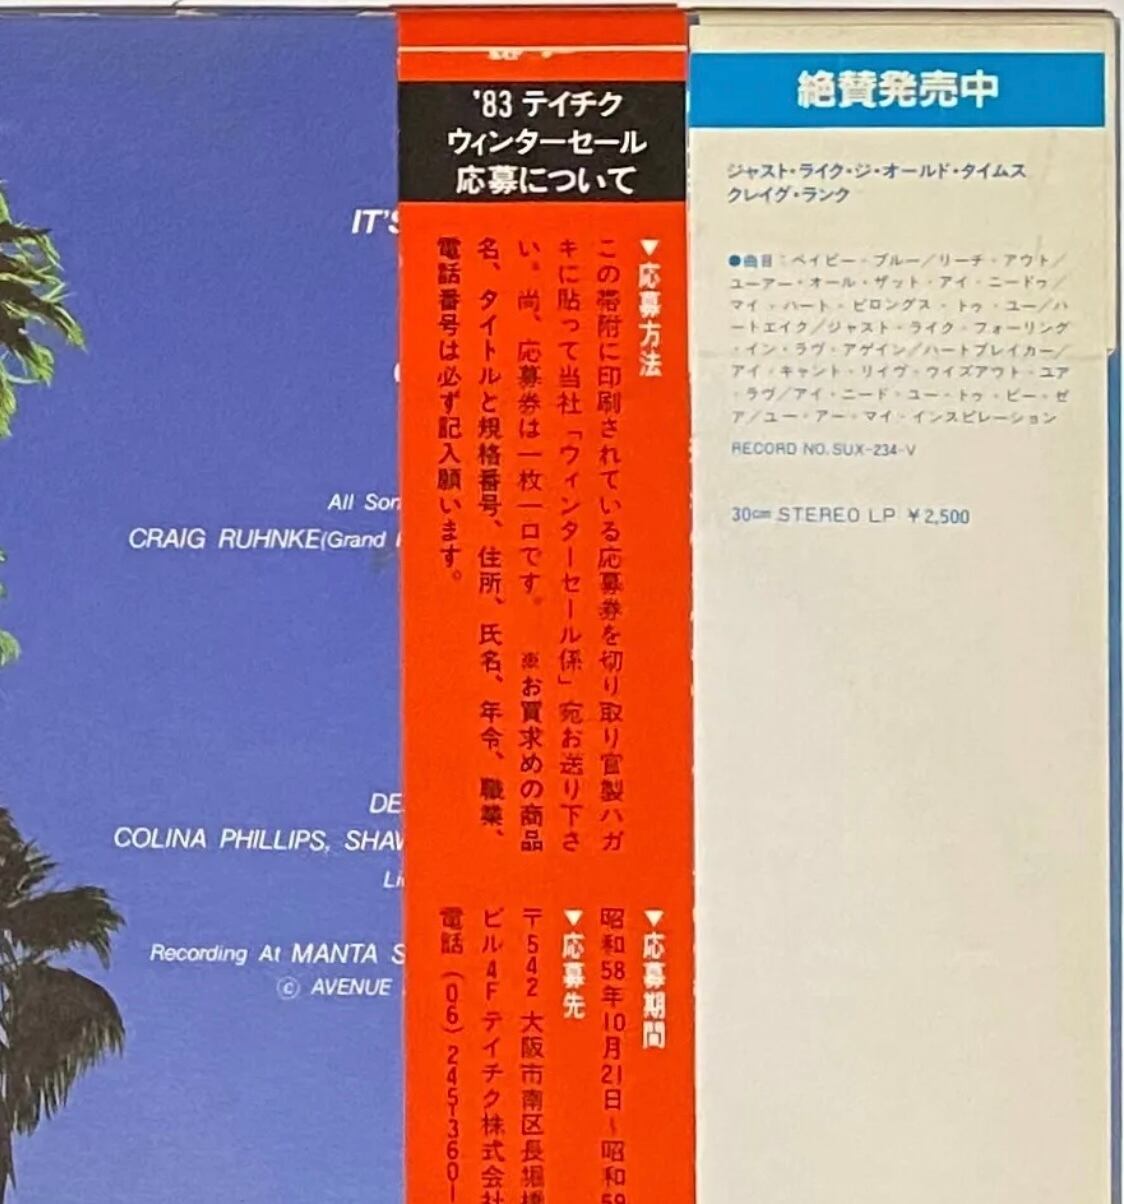 IT'S
All Son
CRAIG RUHNKE(Grand
DE
COLINA PHILLIPS, SHAW
Li
Recording At MANTA S
© AVENUE
'83 テイチク
ウィンターセール
応募について
▼応募方法
この帯附に印刷されている応募券を切り取り官製ハガ
キに貼って当社「ウィンターセール係」宛お送り下さ
い。尚、応募券は一枚一口です。 ※お買求めの商品
名、タイトルと規格番号、住所、氏名、年令、職業、
電話番号は必ず記入願います。
▼応募期間
昭和58年10月21日~昭和59
▼応募先
〒542 大阪市南区長堀橋
ビル4F テイチク株式会社
電話(06)245-3601
絶賛発売中
ジャスト・ライク・ジ・オールド・タイムス
クレイグ・ランク
●曲目:ベイビー・ブルー/リーチ・アウト/
ユーアー・オール・ザット・アイ・ニードゥ/
マイ・ハート・ビロングス・トゥ・ユー/ハ
ートエイク/ジャスト・ライク・フォーリング
・イン・ラヴ・アゲイン/ハートブレイカー/
アイ・キャント・リイヴ・ウイズアウト・ユア
・ラヴ/アイ・ニード・ユー・トゥ・ビー・ゼ
ア/ユー・アー・マイ・インスピレーション
RECORD NO. SUX-234-V
30cm STEREO LP ¥2,500